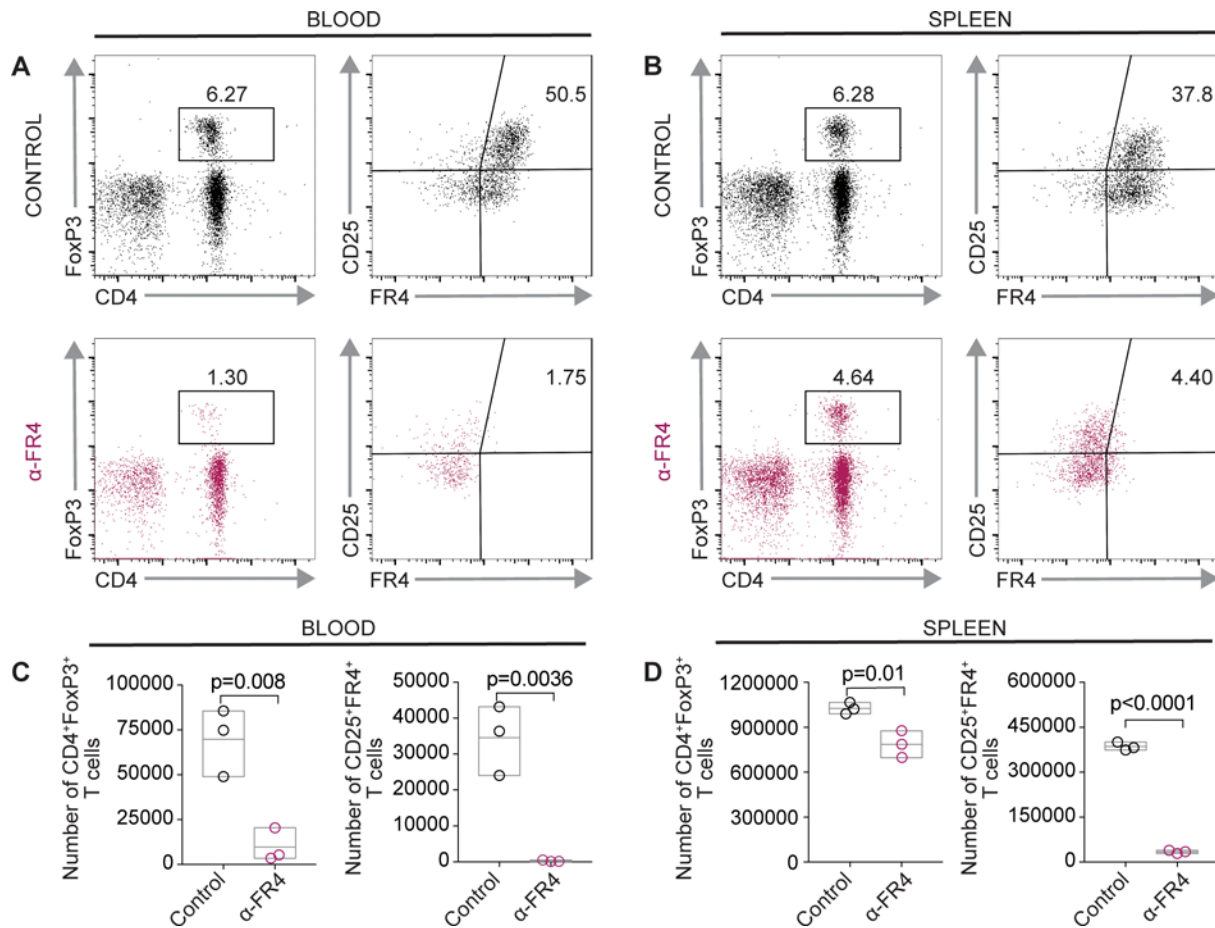 BLOOD
SPLEEN
A
B
CONTROL
FoxP3
6.27
CD4
CD25
50.5
FR4
CONTROL
FoxP3
6.28
CD4
CD25
37.8
FR4
α-FR4
FoxP3
1.30
CD4
CD25
1.75
FR4
α-FR4
FoxP3
4.64
CD4
CD25
4.40
FR4
BLOOD
SPLEEN
C
Number of CD4⁺FoxP3⁺
T cells
100000
75000
50000
25000
0
p=0.008
Control
α-FR4
Number of CD25⁺FR4⁺
T cells
50000
40000
30000
20000
10000
0
p=0.0036
Control
α-FR4
D
Number of CD4⁺FoxP3⁺
T cells
1200000
900000
600000
300000
0
p=0.01
Control
α-FR4
Number of CD25⁺FR4⁺
T cells
600000
450000
300000
150000
0
p<0.0001
Control
α-FR4